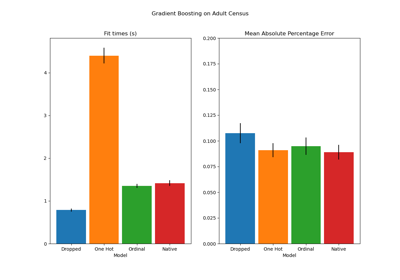 Gradient Boosting on Adult Census
Fit times (s)
4
3
2
1
0
Dropped One Hot Ordinal Native
Model
Mean Absolute Percentage Error
0.200
0.175
0.150
0.125
0.100
0.075
0.050
0.025
0.000
Dropped One Hot Ordinal Native
Model